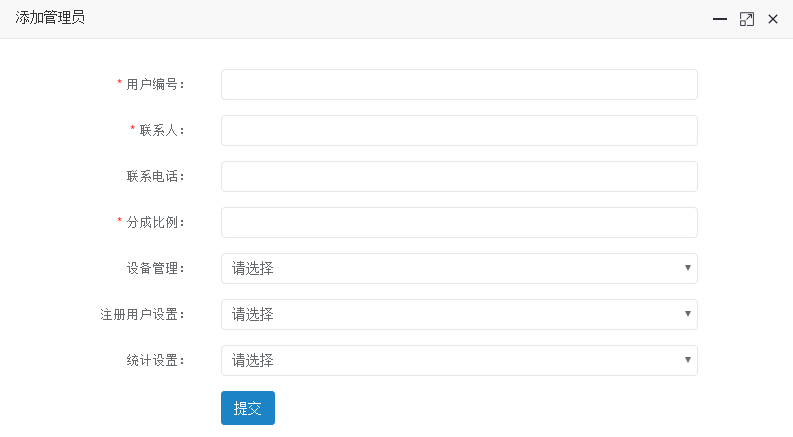 添加管理员
* 用户编号：
* 联系人：
联系电话：
* 分成比例：
设备管理： 请选择
注册用户设置： 请选择
统计设置： 请选择
提交